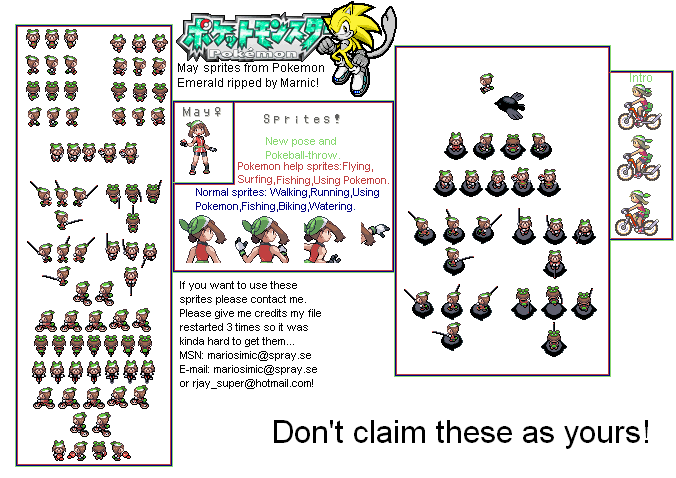 ポケットモンスター
Pokémon
May sprites from Pokemon
Emerald ripped by Marnic!
May♀
Sprites!
New pose and
Pokeball-throw.
Pokemon help sprites:Flying,
Surfing,Fishing,Using Pokemon.
Normal sprites: Walking,Running,Using
Pokemon,Fishing,Biking,Watering.
Intro
If you want to use these
sprites please contact me.
Please give me credits my file
restarted 3 times so it was
kinda hard to get them...
MSN: mariosimic@spray.se
E-mail: mariosimic@spray.se
or rjay_super@hotmail.com!
Don't claim these as yours!